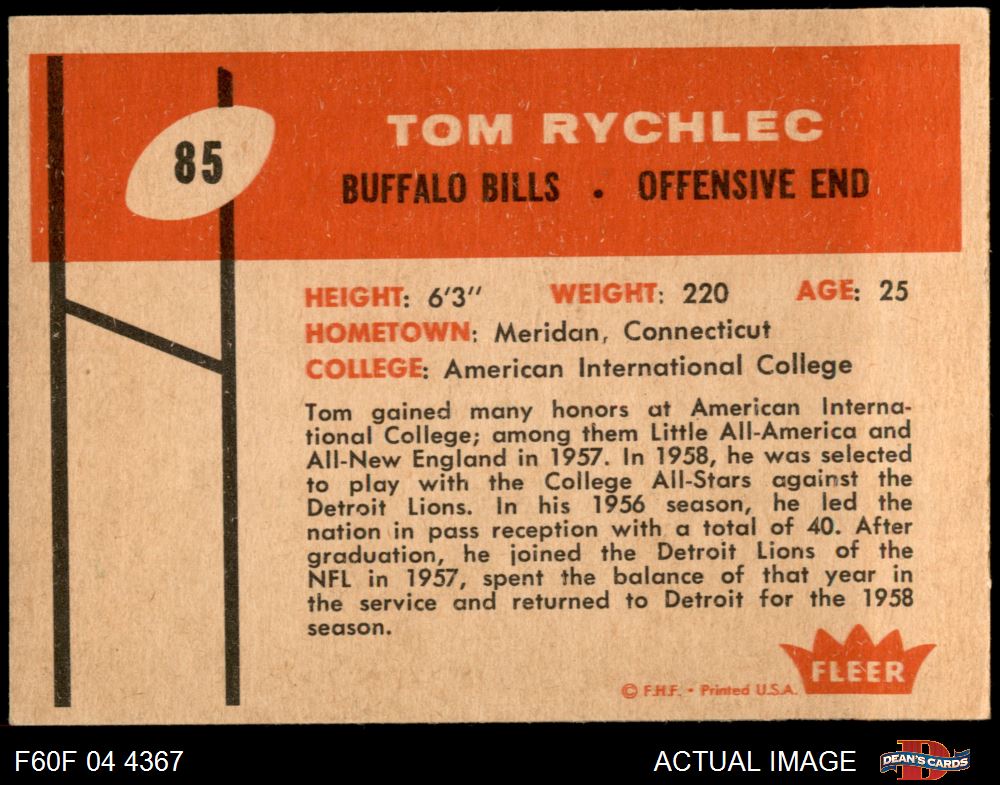 85
TOM RYCHLEC
BUFFALO BILLS • OFFENSIVE END
HEIGHT: 6'3" WEIGHT: 220 AGE: 25
HOMETOWN: Meridan, Connecticut
COLLEGE: American International College
Tom gained many honors at American Interna-
tional College; among them Little All-America and
All-New England in 1957. In 1958, he was selected
to play with the College All-Stars against the
Detroit Lions. In his 1956 season, he led the
nation in pass reception with a total of 40. After
graduation, he joined the Detroit Lions of the
NFL in 1957, spent the balance of that year in
the service and returned to Detroit for the 1958
season.
FLEER
© F.H.F. • Printed U.S.A.
F60F 04 4367 ACTUAL IMAGE D DEAN'S CARDS